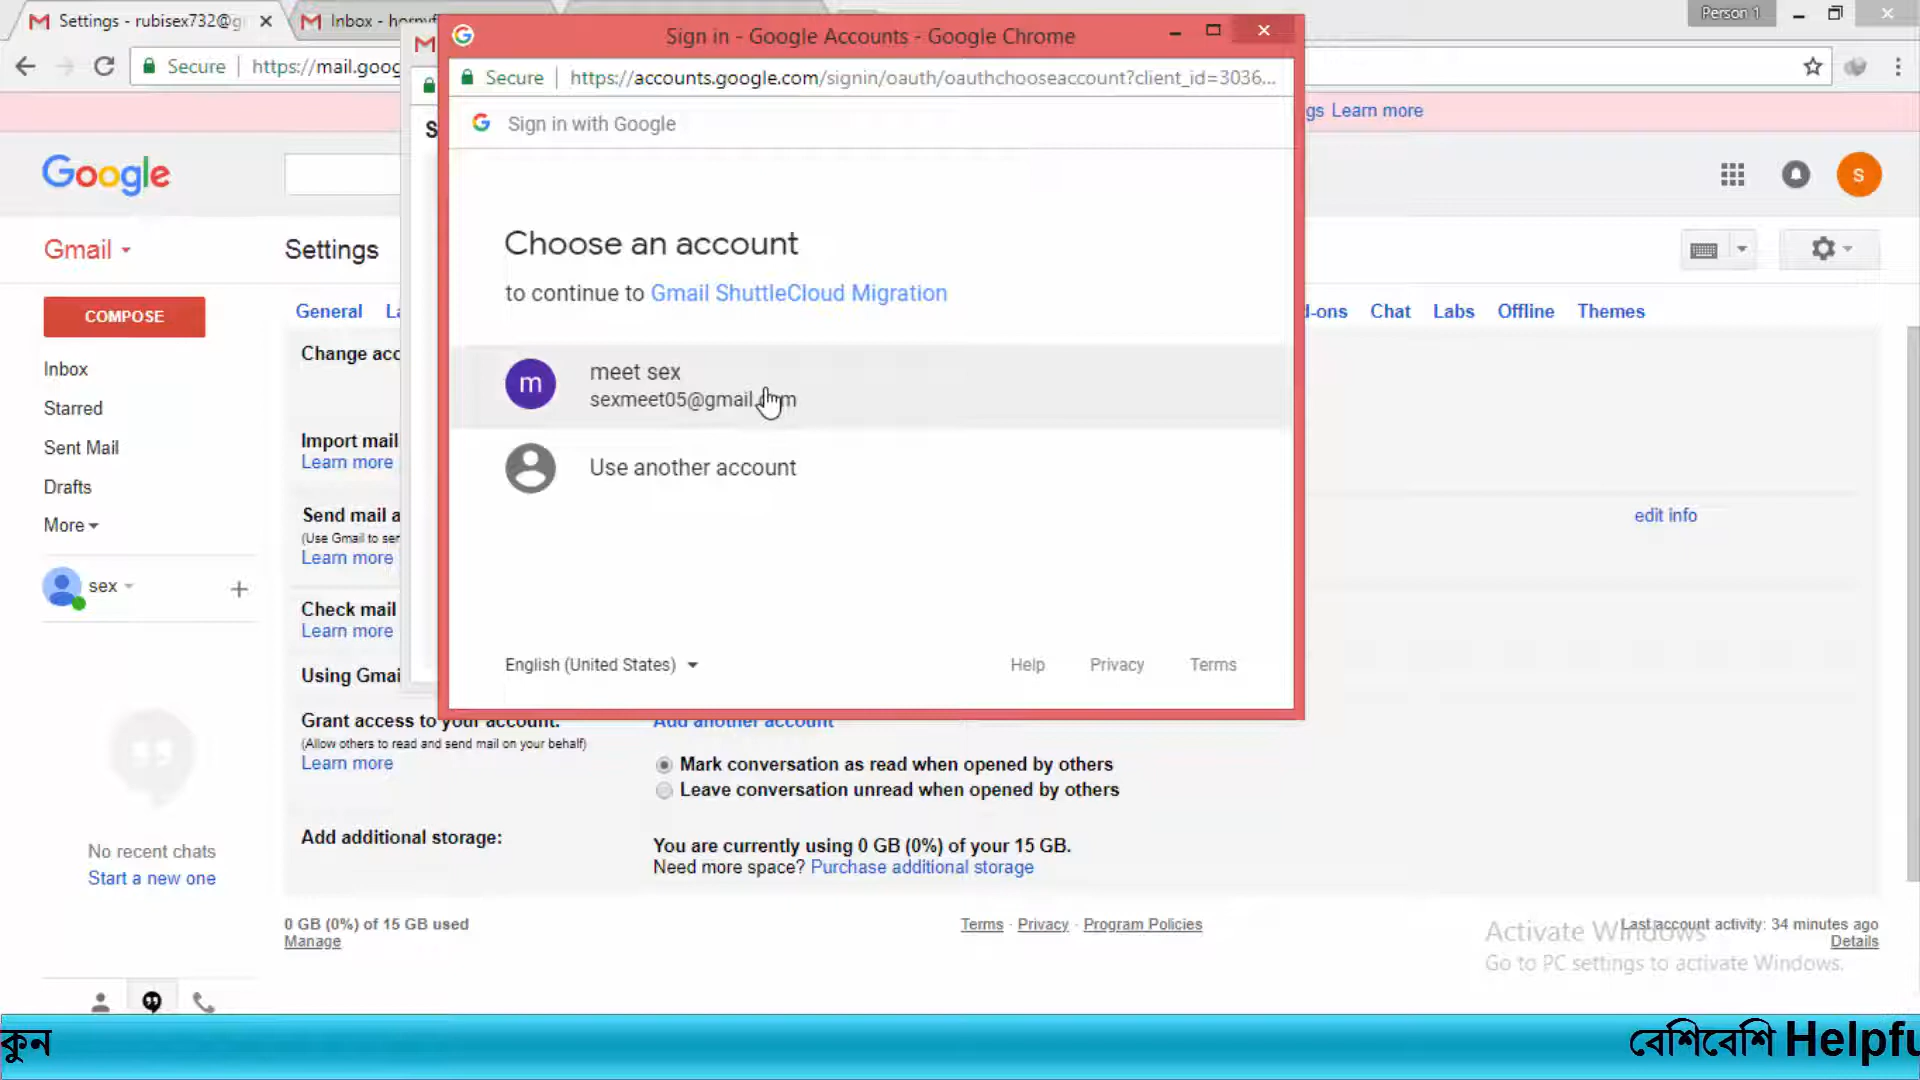 Settings - rubisex732@g
Inbox - hornyf
Person 1
Sign in - Google Accounts - Google Chrome
Secure https://mail.goog
Secure https://accounts.google.com/signin/oauth/oauthchooseaccount?client_id=3036...
gs Learn more
S
Sign in with Google
Google
S
Choose an account
to continue to Gmail ShuttleCloud Migration
Gmail
Settings
COMPOSE
General La
d-ons Chat Labs Offline Themes
Change acc
Inbox
Starred
Sent Mail
Drafts
More
meet sex
sexmeet05@gmail. m
Use another account
Import mail
Learn more
Send mail a
(Use Gmail to ser
Learn more
edit info
sex
Check mail
Learn more
English (United States)
Help Privacy Terms
Using Gmai
Grant access to your account:
(Allow others to read and send mail on your behalf)
Learn more
Add another account
Mark conversation as read when opened by others
Leave conversation unread when opened by others
Add additional storage:
You are currently using 0 GB (0%) of your 15 GB.
Need more space? Purchase additional storage
No recent chats
Start a new one
0 GB (0%) of 15 GB used
Manage
Terms · Privacy · Program Policies
Last account activity: 34 minutes ago
Details
Activate Windows
Go to PC settings to activate Windows.
কুন
বেশিবেশি Helpfu